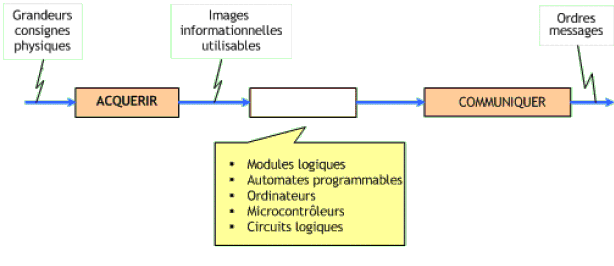 Grandeurs
consignes
physiques
Images
informationnelles
utilisables
Ordres
messages
ACQUERIR
COMMUNIQUER
▪ Modules logiques
▪ Automates programmables
▪ Ordinateurs
▪ Microcontrôleurs
▪ Circuits logiques